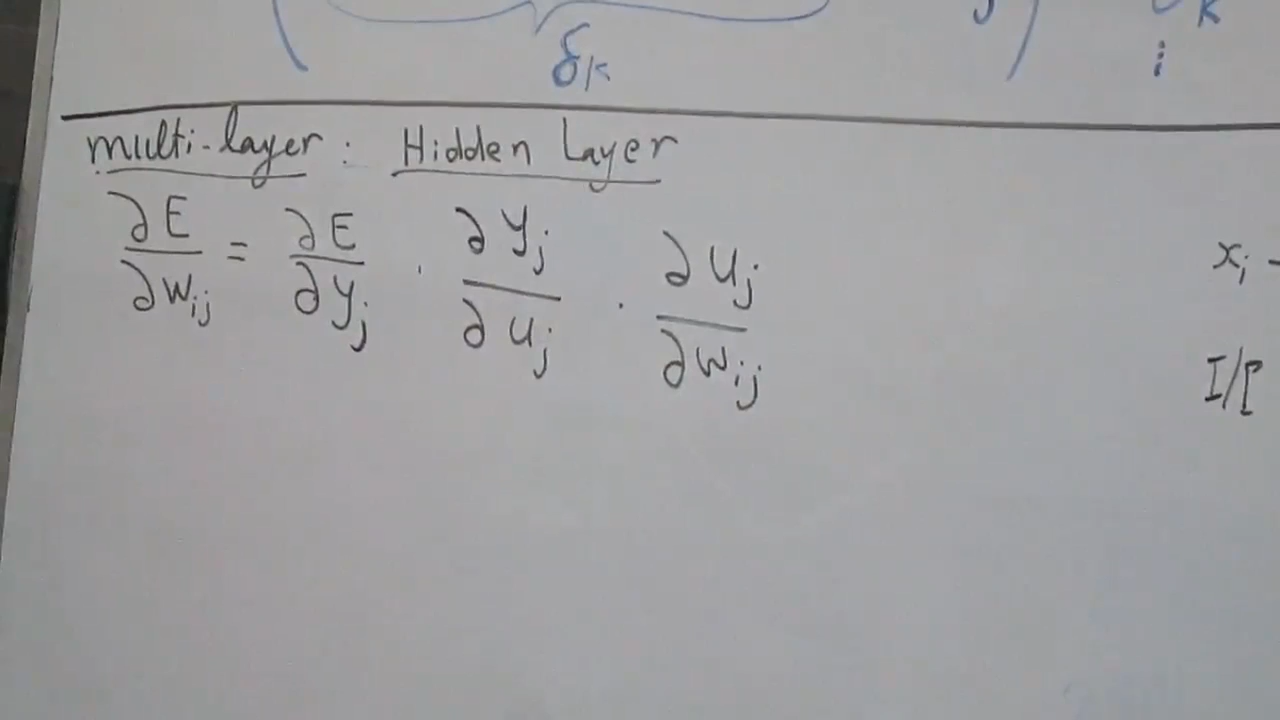 δk
k
multi-layer : Hidden Layer
∂E/∂wij = ∂E/∂yj . ∂yj/∂uj . ∂uj/∂wij
xi -
I/P